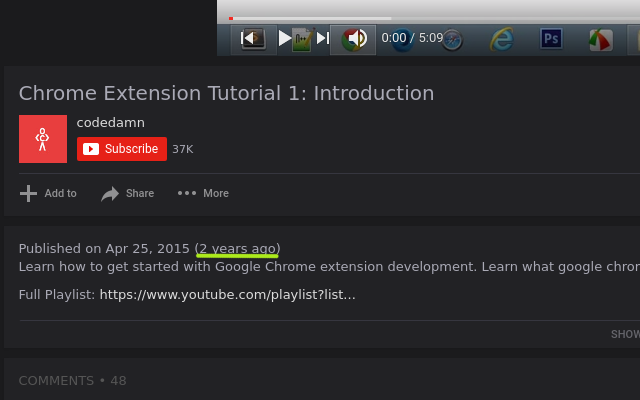 0:00 / 5:09
Ps
Chrome Extension Tutorial 1: Introduction
codedamn
Subscribe 37K
Add to Share More
Published on Apr 25, 2015 (2 years ago)
Learn how to get started with Google Chrome extension development. Learn what google chror
Full Playlist: https://www.youtube.com/playlist?list...
SHOW
COMMENTS • 48